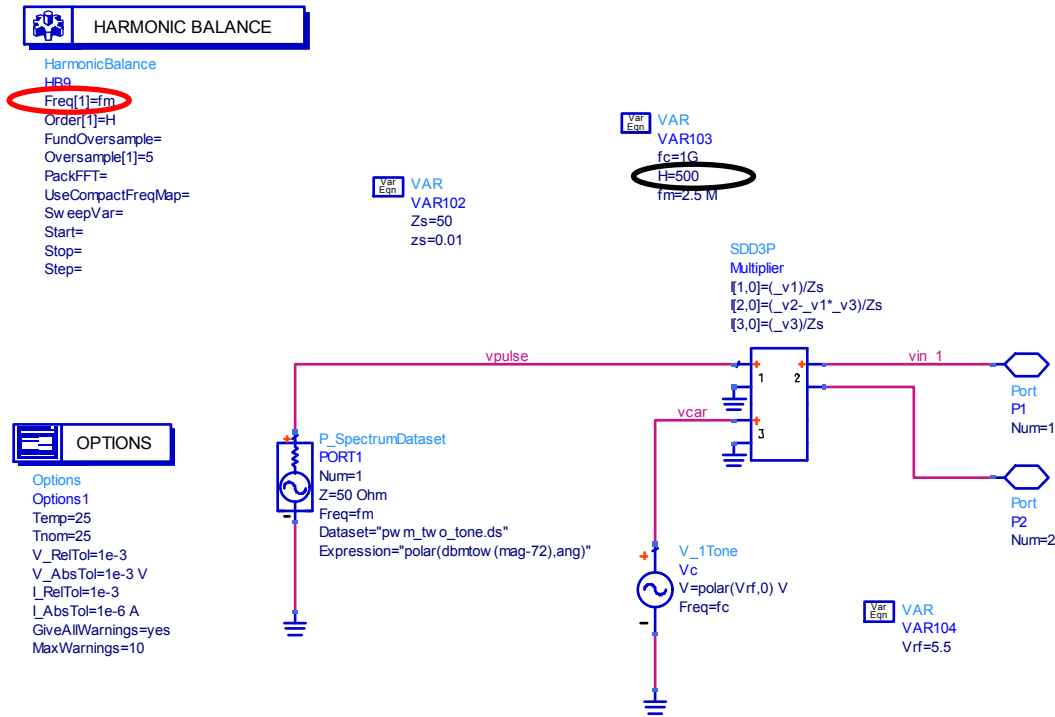 HARMONIC BALANCE
HarmonicBalance
HB9
Freq[1]=fm
Order[1]=H
FundOversample=
Oversample[1]=5
PackFFT=
UseCompactFreqMap=
SweepVar=
Start=
Stop=
Step=
Var
Eqn
VAR
VAR102
Zs=50
zs=0.01
Var
Eqn
VAR
VAR103
fc=1G
H=500
fm=2.5 M
SDD3P
Multiplier
I[1,0]=(_v1)/Zs
I[2,0]=(_v2-_v1*_v3)/Zs
I[3,0]=(_v3)/Zs
vpulse
1
2
3
vin_1
vcar
Port
P1
Num=1
Port
P2
Num=2
OPTIONS
Options
Options1
Temp=25
Tnom=25
V_RelTol=1e-3
V_AbsTol=1e-3 V
I_RelTol=1e-3
I_AbsTol=1e-6 A
GiveAllWarnings=yes
MaxWarnings=10
P_SpectrumDataset
PORT1
Num=1
Z=50 Ohm
Freq=fm
Dataset="pwm_two_tone.ds"
Expression="polar(dbmtow(mag-72),ang)"
V_1Tone
Vc
V=polar(Vrf,0) V
Freq=fc
Var
Eqn
VAR
VAR104
Vrf=5.5